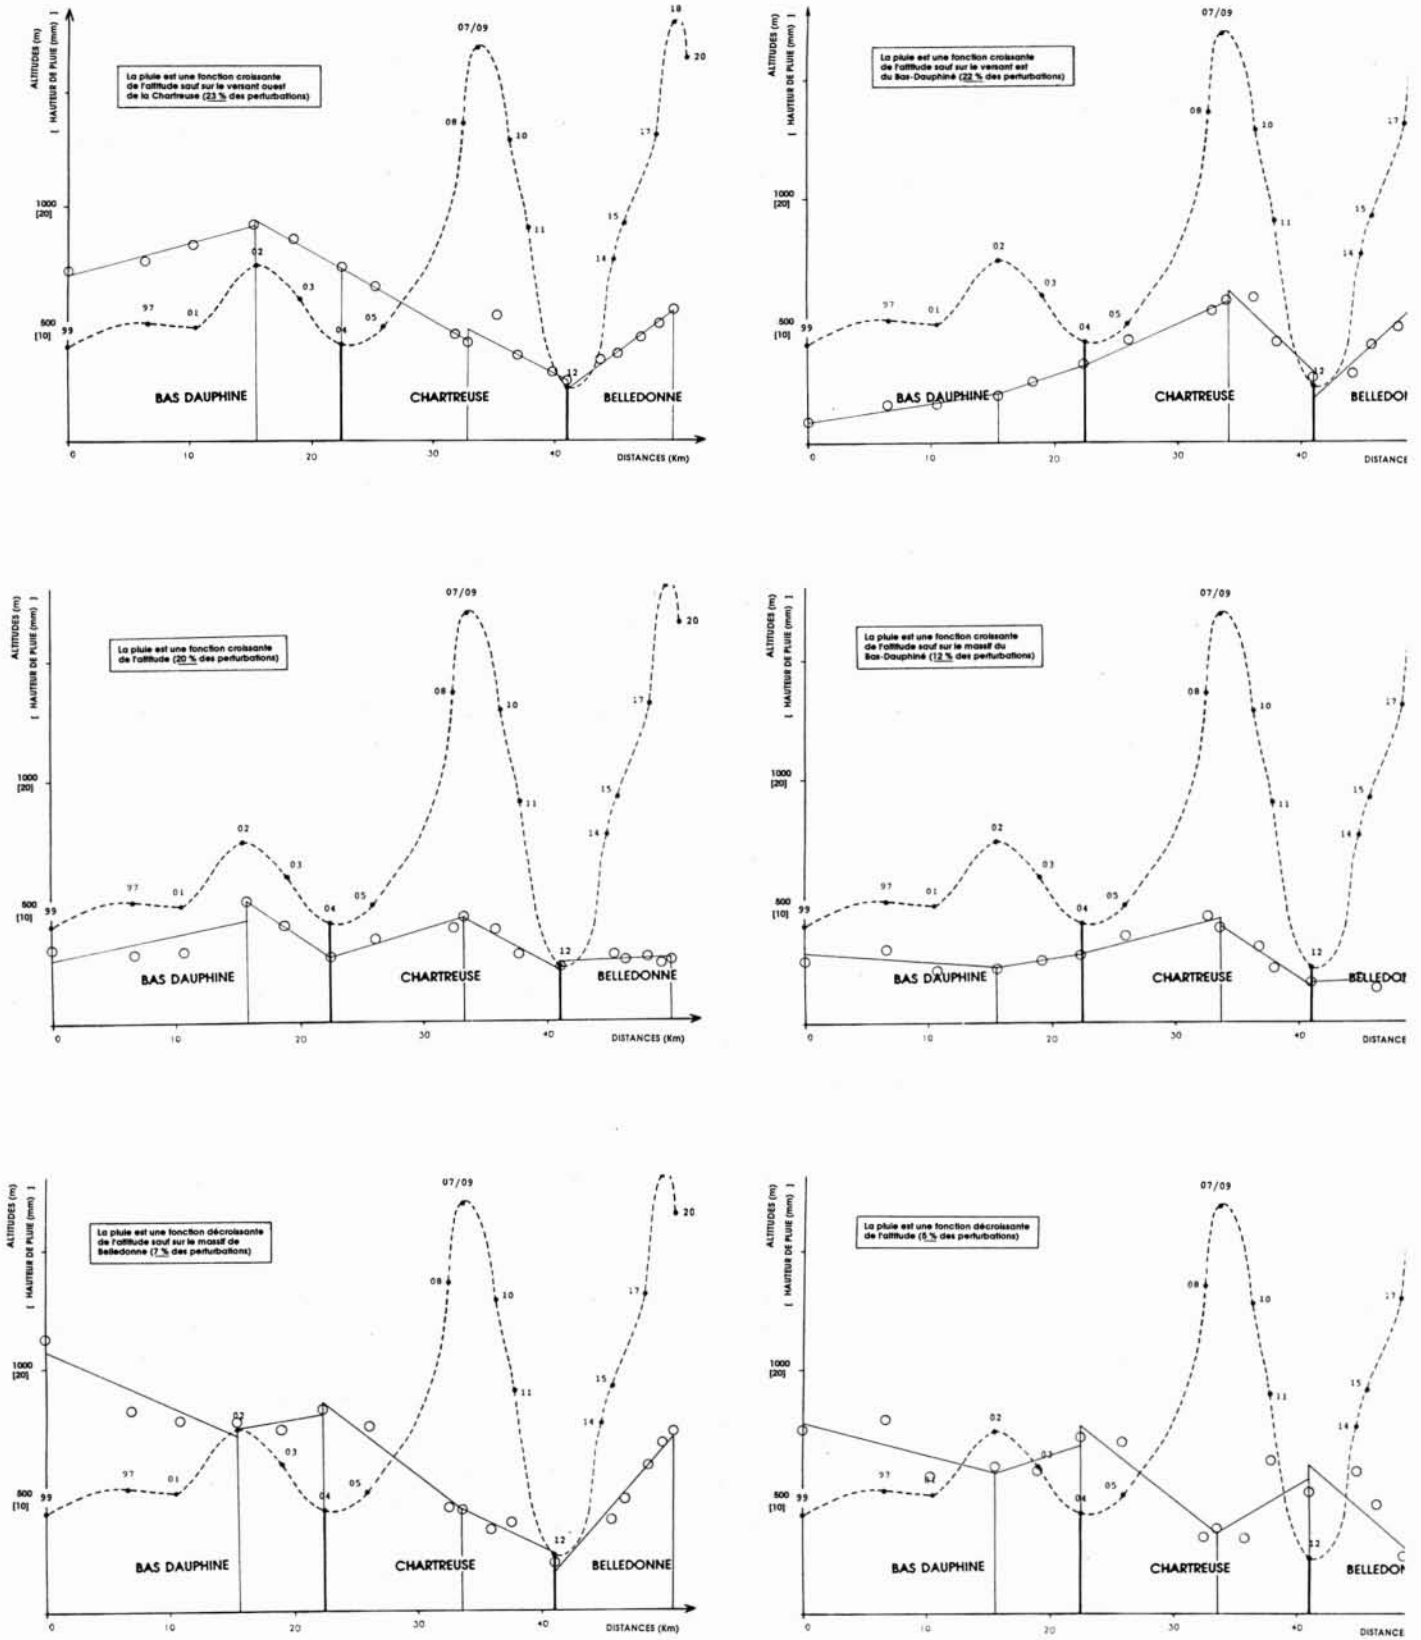 ALTITUDES (m)
[ HAUTEUR DE PLUIE (mm) ]
La pluie est une fonction croissante
de l'altitude sauf sur le versant ouest
de la Chartreuse (23 % des perturbations)
07/09
18
20
08
10
17
1000
[20]
02
11
15
14
03
97
01
05
500
[10]
99
04
12
BAS DAUPHINE
CHARTREUSE
BELLEDONNE
0
10
20
30
40
DISTANCES (Km)
ALTITUDES (m)
[ HAUTEUR DE PLUIE (mm) ]
La pluie est une fonction croissante
de l'altitude sauf sur le versant est
du Bas-Dauphiné (22 % des perturbations)
07/09
08
10
17
1000
[20]
02
11
15
14
03
97
01
05
500
[10]
99
04
12
BAS DAUPHINE
CHARTREUSE
BELLEDON
0
10
20
30
40
DISTANCE
ALTITUDES (m)
[ HAUTEUR DE PLUIE (mm) ]
La pluie est une fonction croissante
de l'altitude (20 % des perturbations)
07/09
20
08
10
17
1000
[20]
02
11
15
14
03
97
01
05
500
[10]
99
04
12
BAS DAUPHINE
CHARTREUSE
BELLEDONNE
0
10
20
30
40
DISTANCES (Km)
ALTITUDES (m)
[ HAUTEUR DE PLUIE (mm) ]
La pluie est une fonction croissante
de l'altitude sauf sur le massif du
Bas-Dauphiné (12 % des perturbations)
07/09
08
10
17
1000
[20]
02
11
15
14
03
97
01
05
500
[10]
99
04
12
BAS DAUPHINE
CHARTREUSE
BELLEDON
0
10
20
30
40
DISTANCE
ALTITUDES (m)
[ HAUTEUR DE PLUIE (mm) ]
La pluie est une fonction décroissante
de l'altitude sauf sur le massif de
Belledonne (7 % des perturbations)
07/09
20
08
10
17
1000
[20]
02
11
15
14
03
97
01
05
500
[10]
99
04
12
BAS DAUPHINE
CHARTREUSE
BELLEDONNE
0
10
20
30
40
DISTANCES (Km)
ALTITUDES (m)
[ HAUTEUR DE PLUIE (mm) ]
La pluie est une fonction décroissante
de l'altitude ( % des perturbations)
07/09
08
10
17
1000
[20]
02
11
15
14
03
97
01
05
500
[10]
99
04
12
BAS DAUPHINE
CHARTREUSE
BELLEDON
0
10
20
30
40
DISTANCE